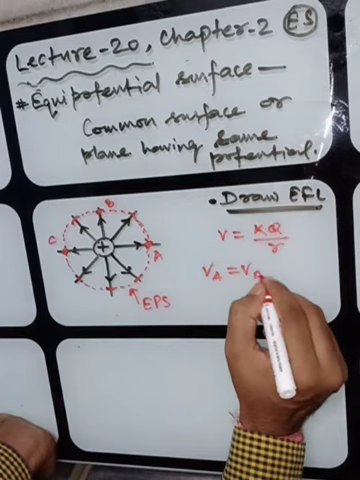 Lecture-20, Chapter-2 ES
* Equipotential surface —
Common surface or
plane having same
potential.
• Draw EFL
V = KQ/r
V_A = V_B
B
C
+
A
EPS